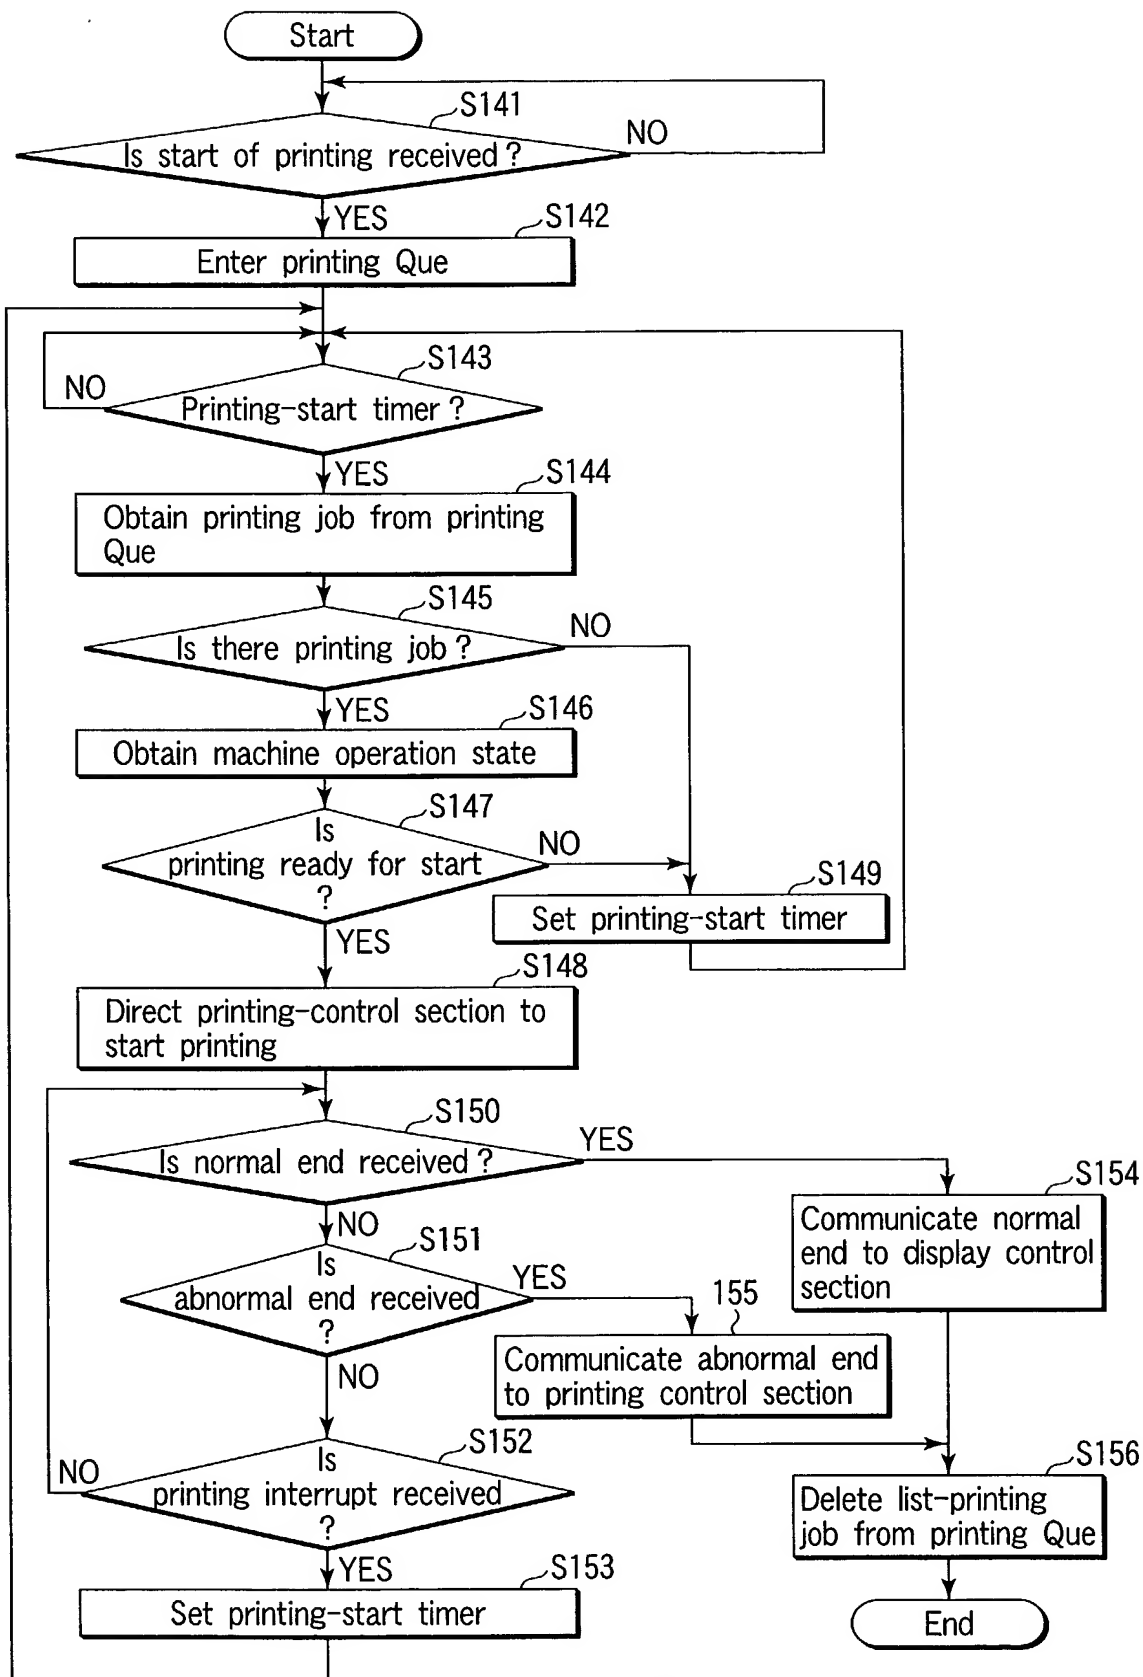 Start
S141
Is start of printing received?
NO
YES
S142
Enter printing Que
S143
NO
Printing-start timer?
YES
S144
Obtain printing job from printing
Que
S145
Is there printing job?
NO
YES
S146
Obtain machine operation state
S147
Is
printing ready for start
?
NO
S149
Set printing-start timer
YES
S148
Direct printing-control section to
start printing
S150
Is normal end received?
YES
S154
Communicate normal
end to display control
section
NO
S151
Is
abnormal end received
?
YES
155
Communicate abnormal end
to printing control section
NO
S152
Is
printing interrupt received
?
NO
S156
Delete list-printing
job from printing Que
YES
S153
Set printing-start timer
End